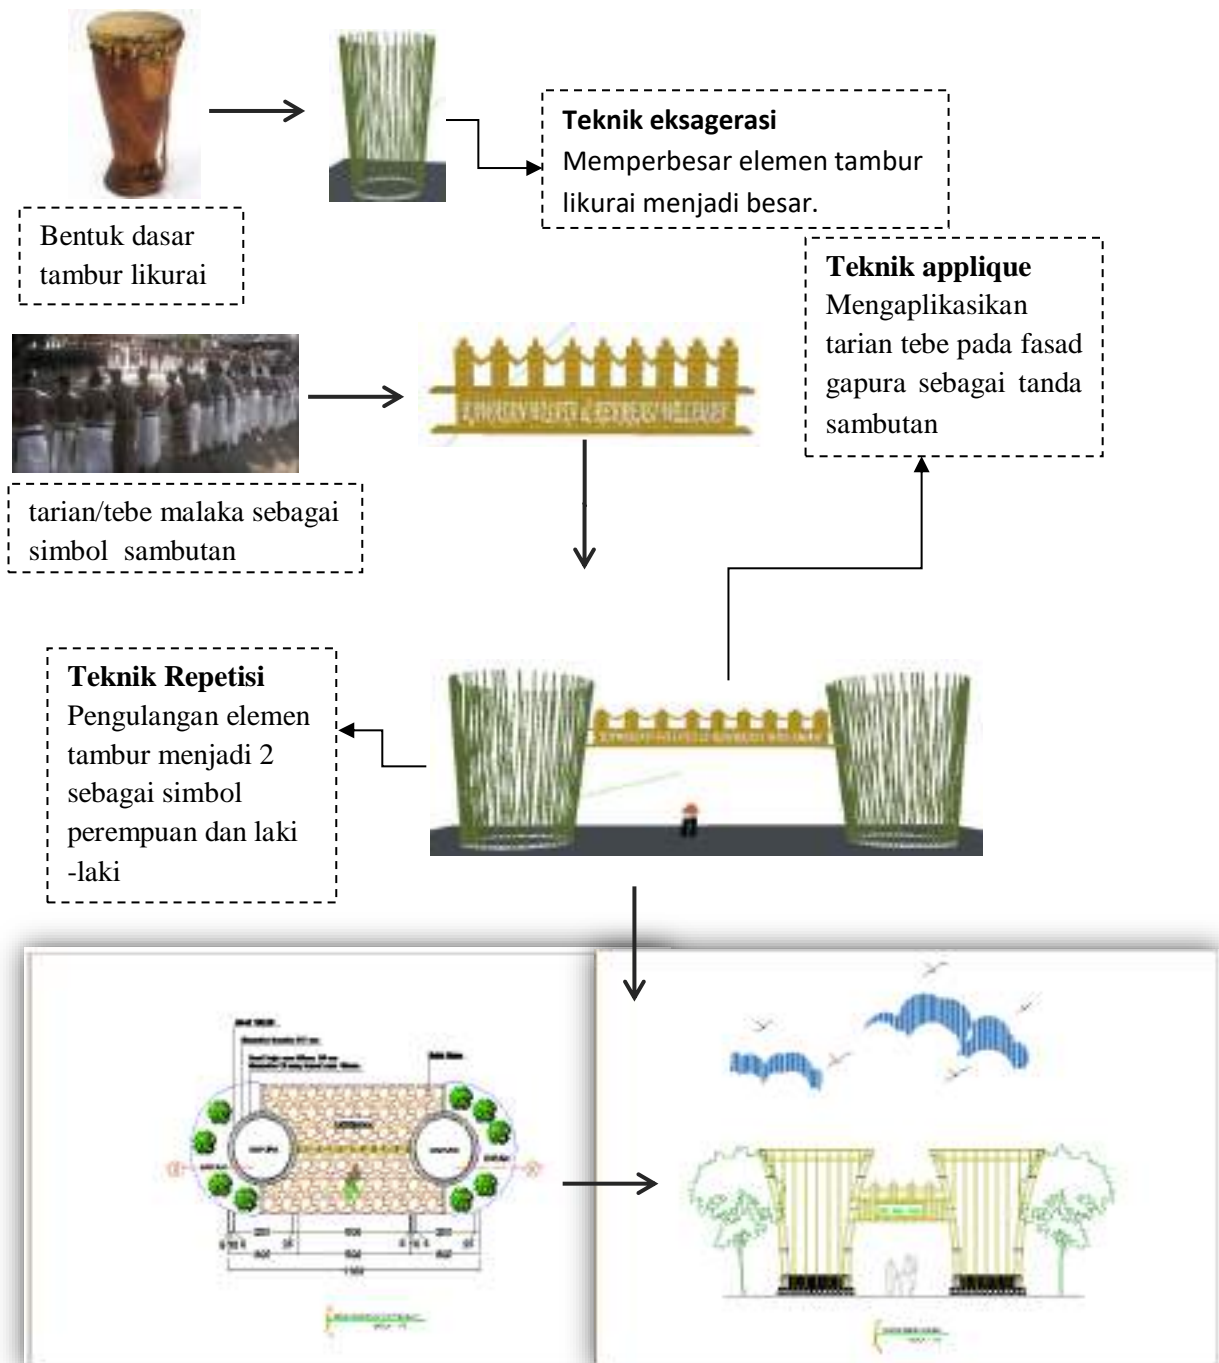 Teknik eksagerasi
Memperbesar elemen tambur
likurai menjadi besar.
Bentuk dasar
tambur likurai
Teknik applique
Mengaplikasikan
tarian tebe pada fasad
gapura sebagai tanda
sambutan
tarian/tebe malaka sebagai
simbol sambutan
Teknik Repetisi
Pengulangan elemen
tambur menjadi 2
sebagai simbol
perempuan dan laki
-laki